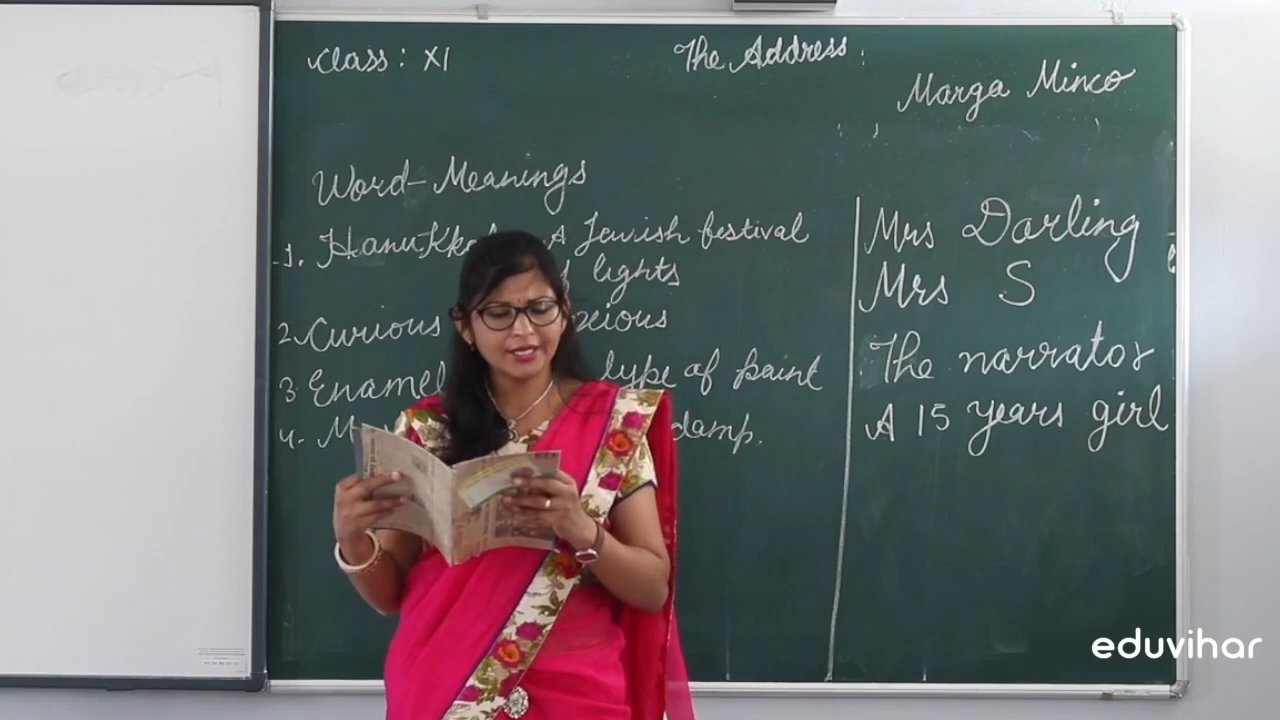 Class: XI
The Address:
Marga Minco
Word-Meanings
1. Hanukkah A Jewish festival
of lights
2. Curious
3. Enamel type of paint
4. damp.
Mrs Darling
Mrs S
The narrator
A 15 years girl
eduvihar